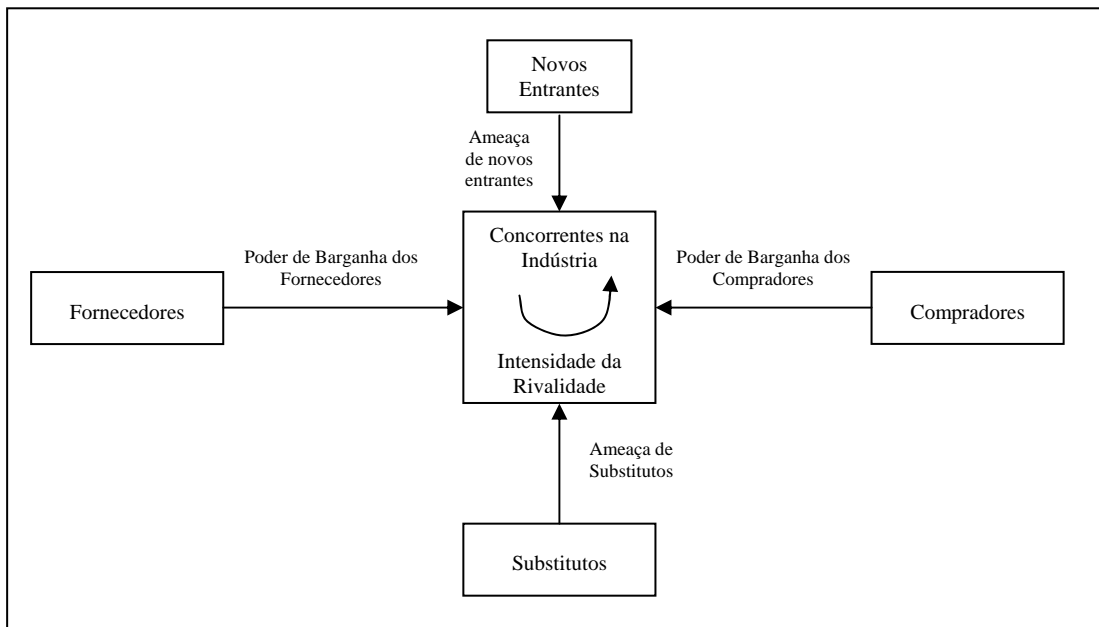 Novos
Entrantes
Ameaça
de novos
entrantes
Concorrentes na
Indústria
Poder de Barganha dos
Fornecedores
Poder de Barganha dos
Compradores
Fornecedores
Compradores
Intensidade da
Rivalidade
Ameaça de
Substitutos
Substitutos